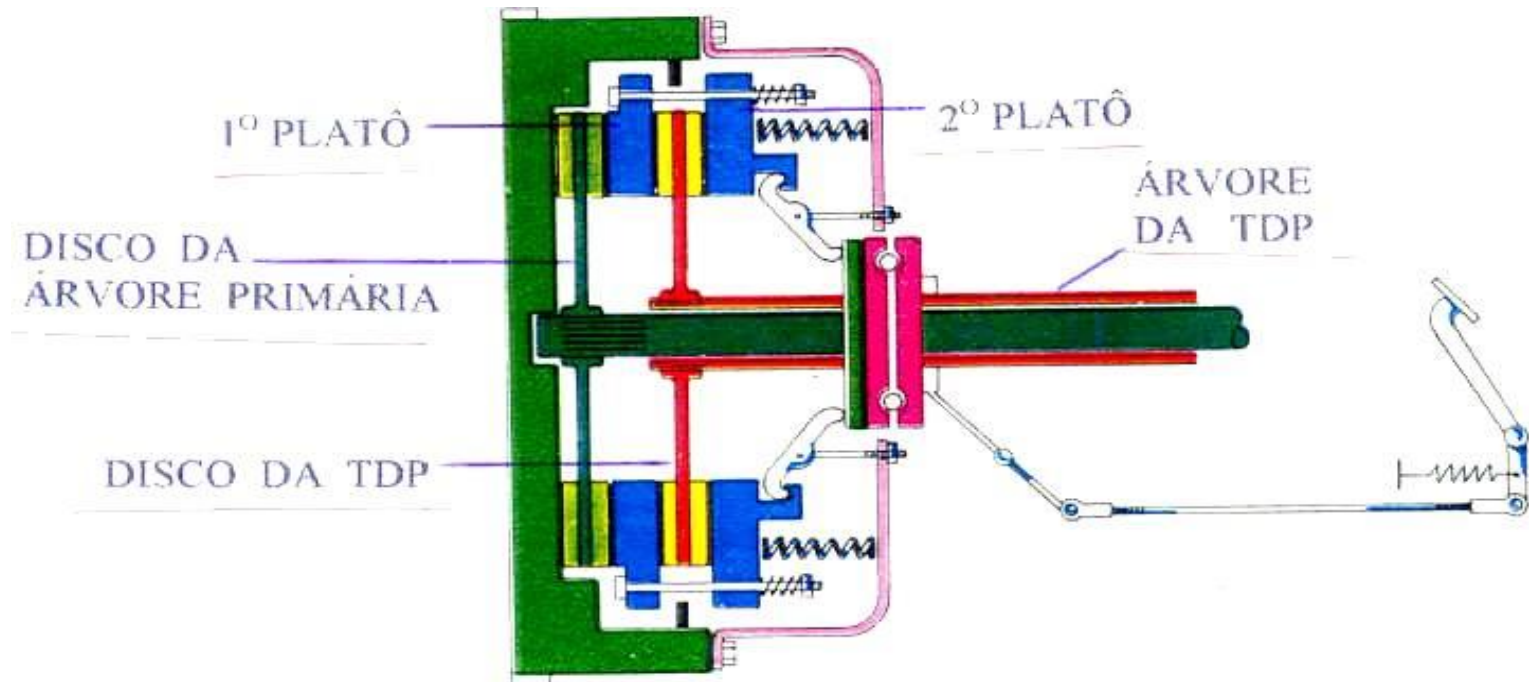 1º PLATÔ
2º PLATÔ
ÁRVORE
DA TDP
DISCO DA
ÁRVORE PRIMÁRIA
DISCO DA TDP